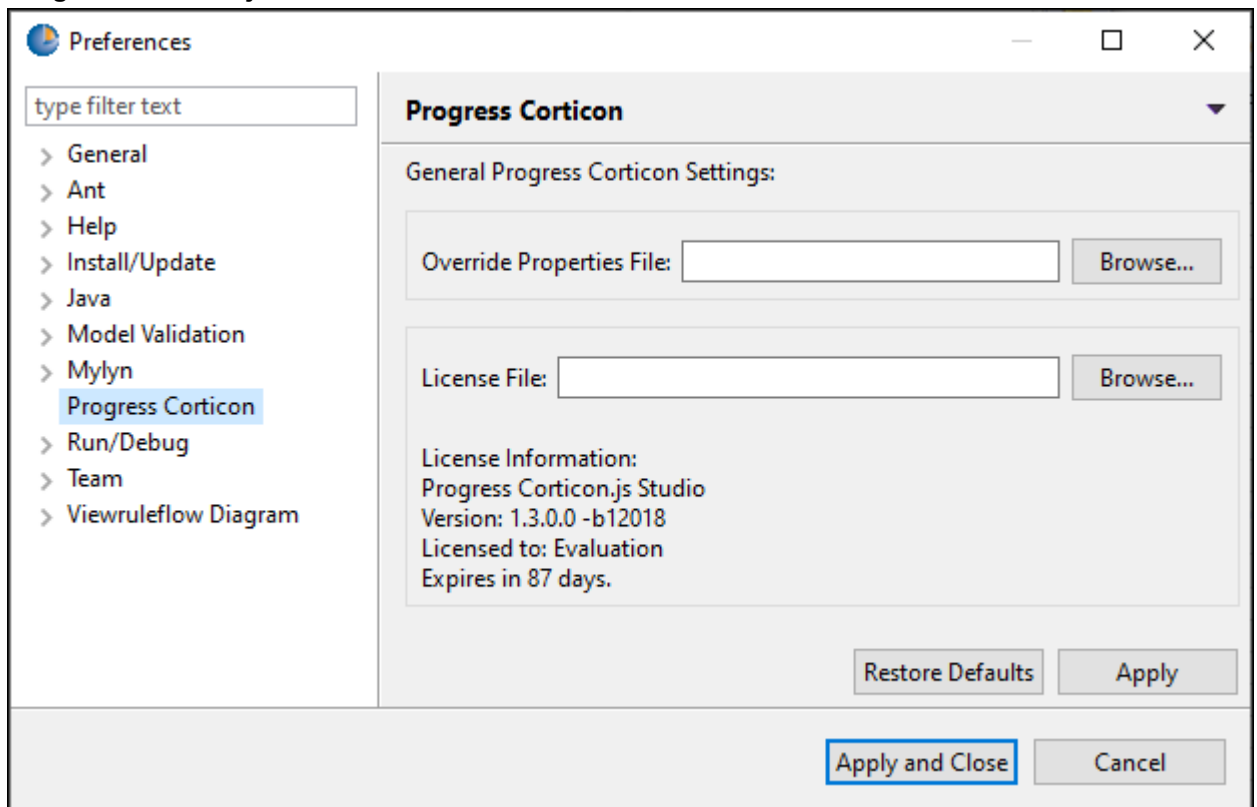 Preferences
type filter text
General
Ant
Help
Install/Update
Java
Model Validation
Mylyn
Progress Corticon
Run/Debug
Team
Viewruleflow Diagram
Progress Corticon
General Progress Corticon Settings:
Override Properties File:
Browse...
License File:
Browse...
License Information:
Progress Corticon.js Studio
Version: 1.3.0.0 -b12018
Licensed to: Evaluation
Expires in 87 days.
Restore Defaults
Apply
Apply and Close
Cancel